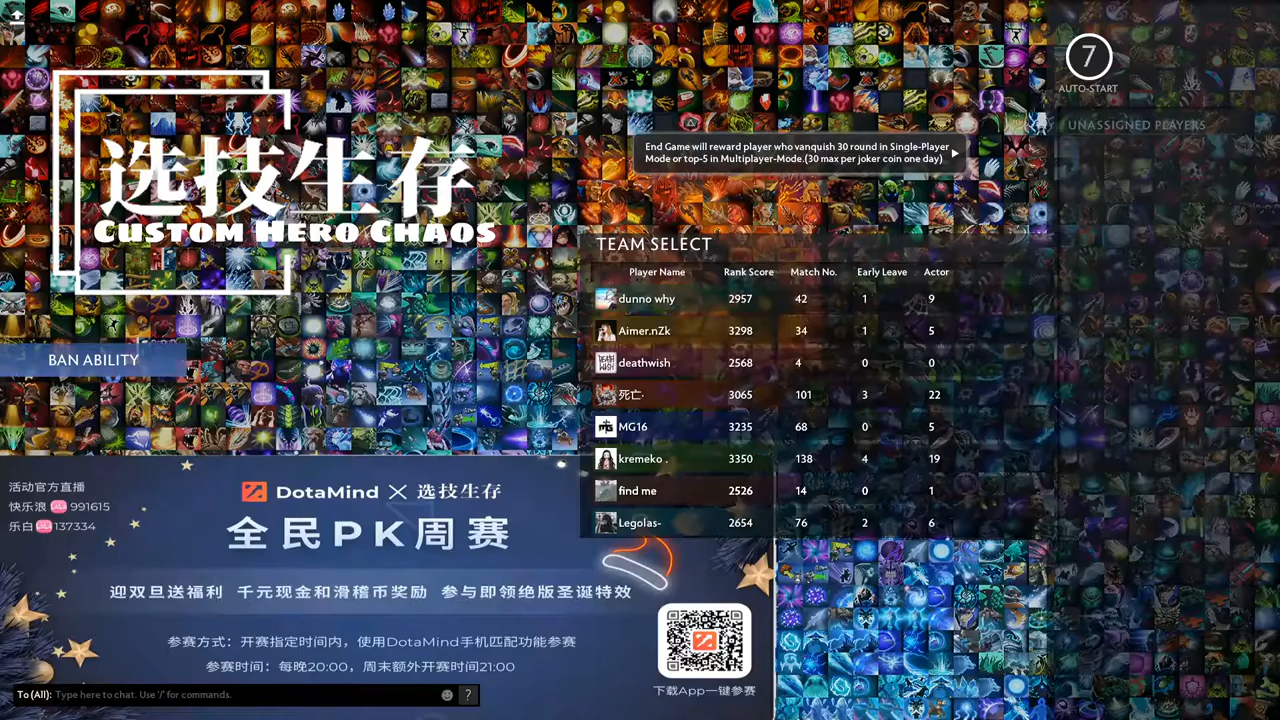 选技生存
CUSTOM HERO CHAOS
BAN ABILITY
7
AUTO-START
UNASSIGNED PLAYERS
End Game will reward player who vanquish 30 round in Single-Player
Mode or top-5 in Multiplayer-Mode.(30 max per joker coin one day)
TEAM SELECT
Player Name Rank Score Match No. Early Leave Actor
dunno why 2957 42 1 9
Aimer.nZk 3298 34 1 5
deathwish 2568 4 0 0
死亡· 3065 101 3 22
MG16 3235 68 0 5
kremeko . 3350 138 4 19
find me 2526 14 0 1
Legolas- 2654 76 2 6
活动官方直播
快乐浪 991615
乐白 137334
DotaMind × 选技生存
全民PK周赛
迎双旦送福利 千元现金和滑稽币奖励 参与即领绝版圣诞特效
参赛方式：开赛指定时间内，使用DotaMind手机匹配功能参赛
参赛时间：每晚20:00，周末额外开赛时间21:00
下载App一键参赛
To (All): Type here to chat. Use '/' for commands.
?